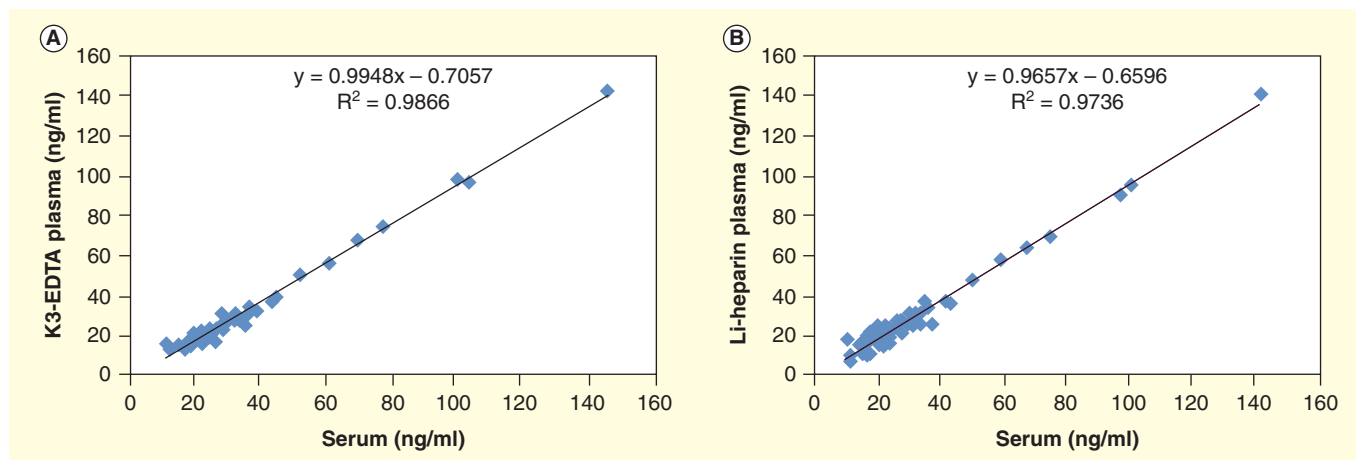 A
K3-EDTA plasma (ng/ml)
160
140
120
100
80
60
40
20
0
y = 0.9948x – 0.7057
R² = 0.9866
0 20 40 60 80 100 120 140 160
Serum (ng/ml)
B
Li-heparin plasma (ng/ml)
160
140
120
100
80
60
40
20
0
y = 0.9657x – 0.6596
R² = 0.9736
0 20 40 60 80 100 120 140 160
Serum (ng/ml)